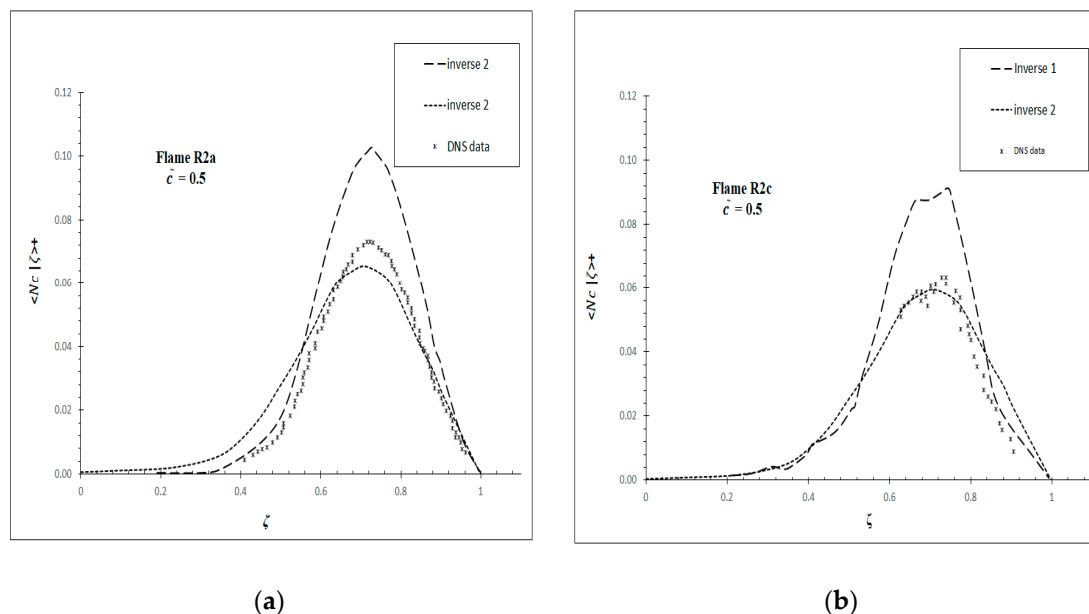 inverse 2
inverse 2
DNS data
0.12
0.10
0.08
0.06
0.04
0.02
0.00
0
0.2
0.4
0.6
0.8
1
Flame R2a
c̃ = 0.5
<Nc |ζ>+
ζ
(a)
Inverse 1
inverse 2
DNS data
0.12
0.10
0.08
0.06
0.04
0.02
0.00
0
0.2
0.4
0.6
0.8
1
Flame R2c
c̃ = 0.5
<Nc |ζ>+
ζ
(b)